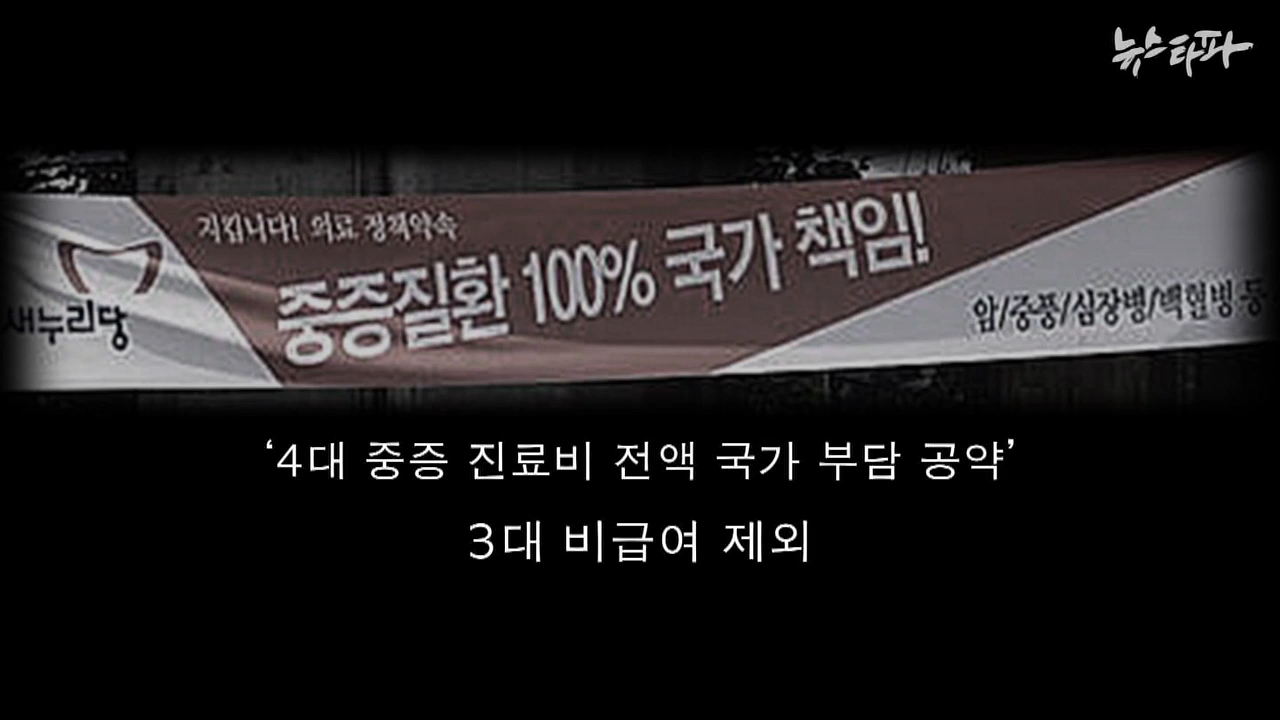 뉴스타파
지킵니다! 의료 정책약속
중증질환 100% 국가 책임!
새누리당
암/중풍/심장병/백혈병 등
‘4대 중증 진료비 전액 국가 부담 공약’
3대 비급여 제외